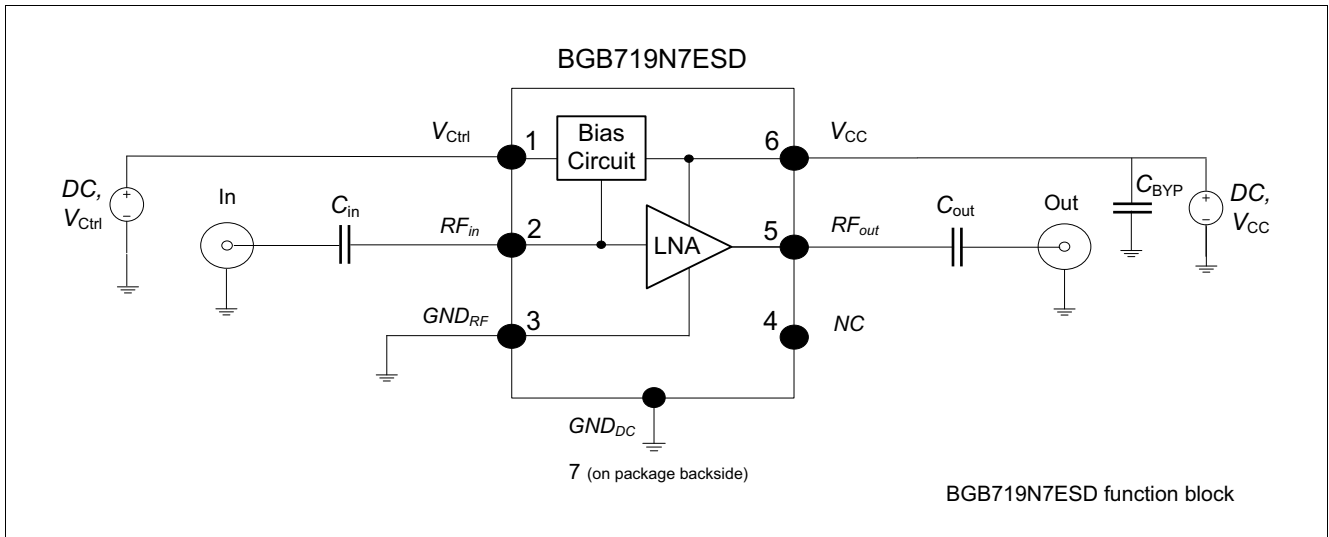 BGB719N7ESD
VCtrl
1
Bias
Circuit
6
VCC
DC,
VCtrl
+
−
In
Cin
RFin
2
LNA
5
RFout
Cout
Out
CBYP
+
−
DC,
VCC
GNDRF
3
4
NC
GNDDC
7 (on package backside)
BGB719N7ESD function block